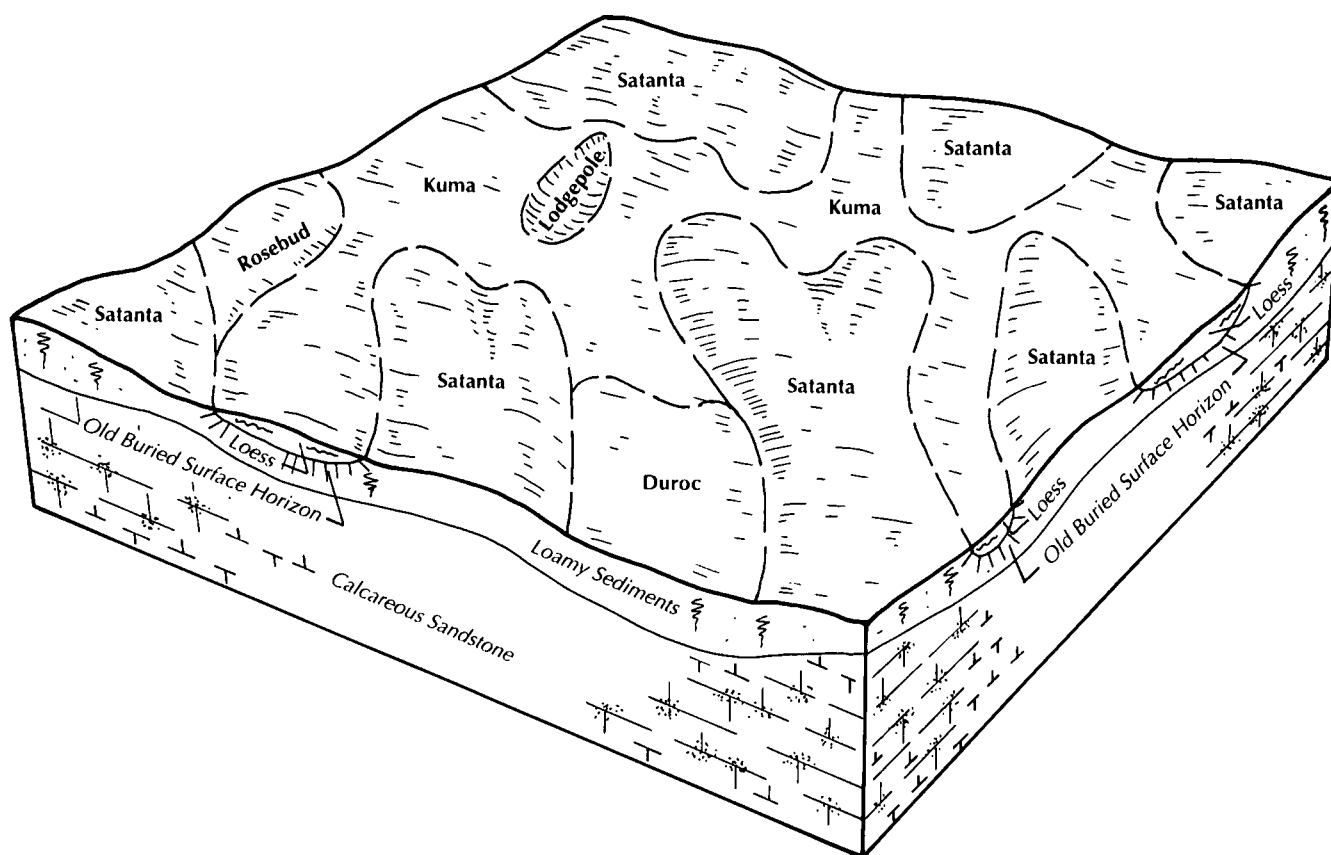 Satanta
Satanta
Lodgepole
Kuma
Kuma
Satanta
Rosebud
Satanta
Loess
Satanta
Satanta
Satanta
Duroc
Loess
Old Buried Surface Horizon
Loess
Old Buried Surface Horizon
Loamy Sediments
Calcareous Sandstone